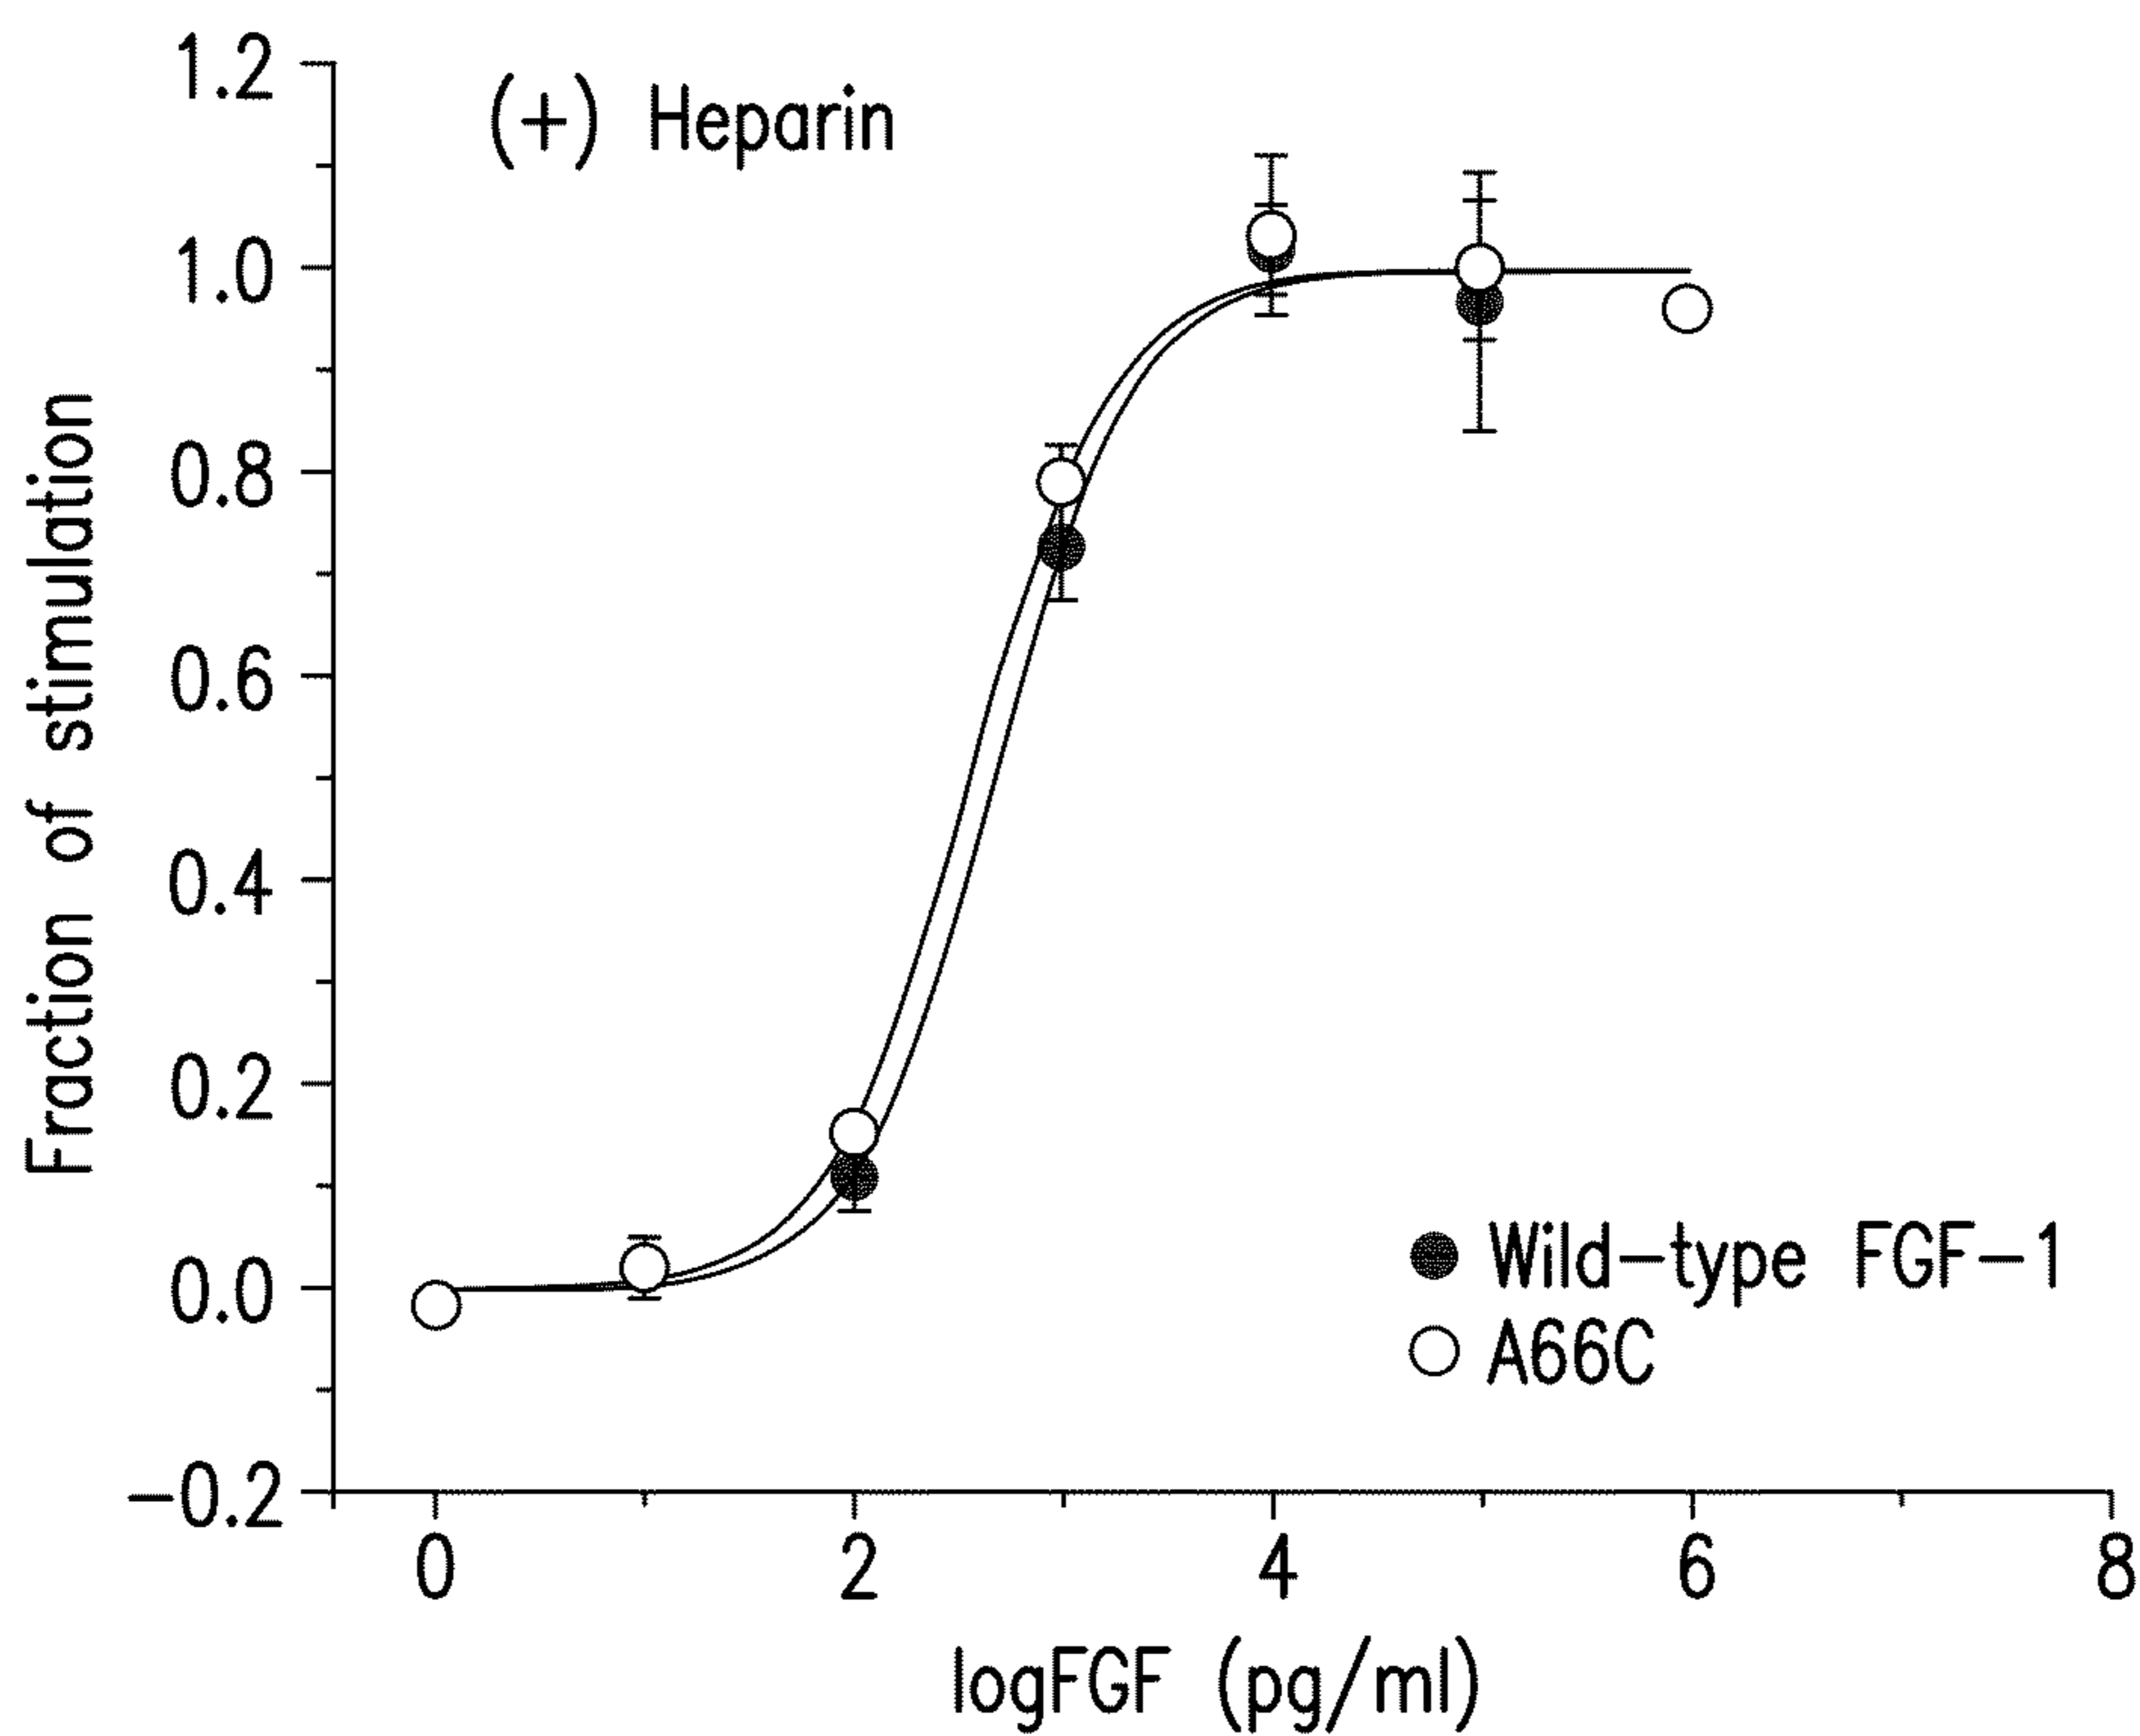 (+) Heparin
1.2
1.0
0.8
0.6
0.4
0.2
0.0
-0.2
Fraction of stimulation
Wild-type FGF-1
A66C
0 2 4 6 8
logFGF (pg/ml)